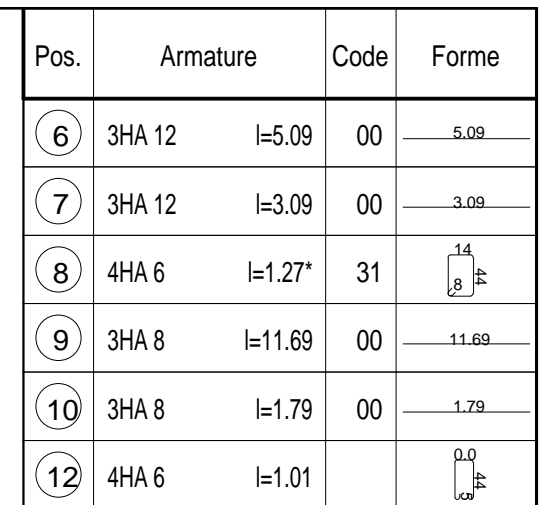 Pos. Armature Code Forme
6 3HA 12 l=5.09 00 5.09
7 3HA 12 l=3.09 00 3.09
8 4HA 6 l=1.27* 31 14 44 8
9 3HA 8 l=11.69 00 11.69
10 3HA 8 l=1.79 00 1.79
12 4HA 6 l=1.01 0.0 44 5